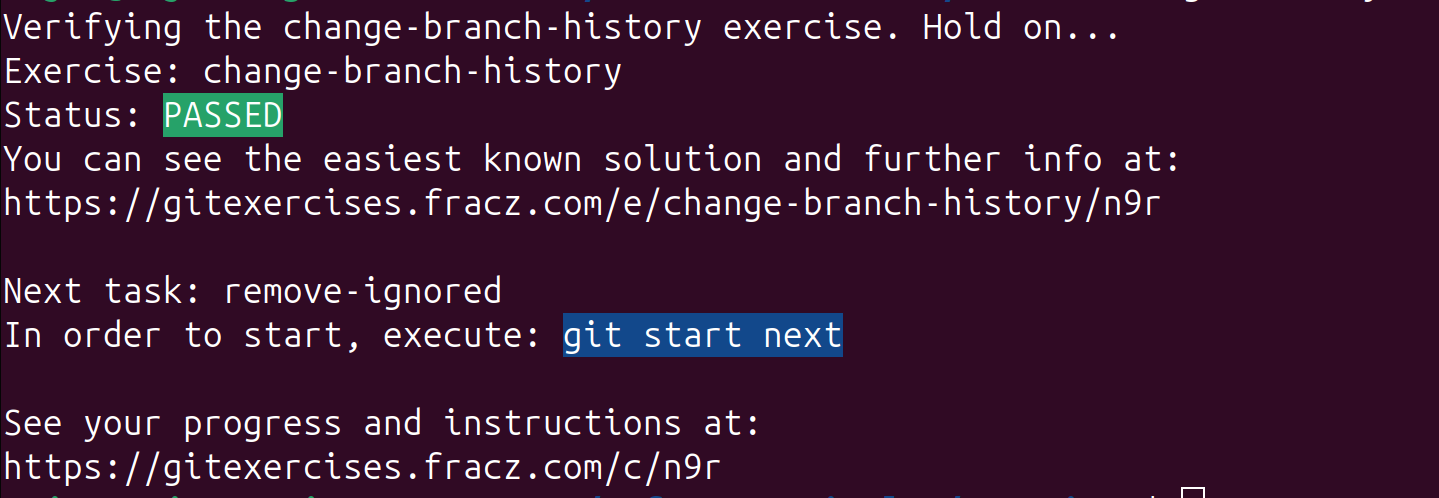 Verifying the change-branch-history exercise. Hold on...
Exercise: change-branch-history
Status: PASSED
You can see the easiest known solution and further info at:
https://gitexercises.fracz.com/e/change-branch-history/n9r
Next task: remove-ignored
In order to start, execute: git start next
See your progress and instructions at:
https://gitexercises.fracz.com/c/n9r